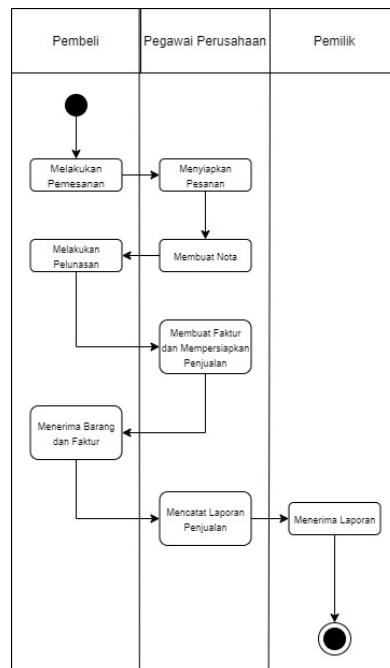 Pembeli
Pegawai Perusahaan
Pemilik
Melakukan
Pemesanan
Menyiapkan
Pesanan
Melakukan
Pelunasan
Membuat Nota
Membuat Faktur
dan Mempersiapkan
Penjualan
Menerima Barang
dan Faktur
Mencatat Laporan
Penjualan
Menerima Laporan